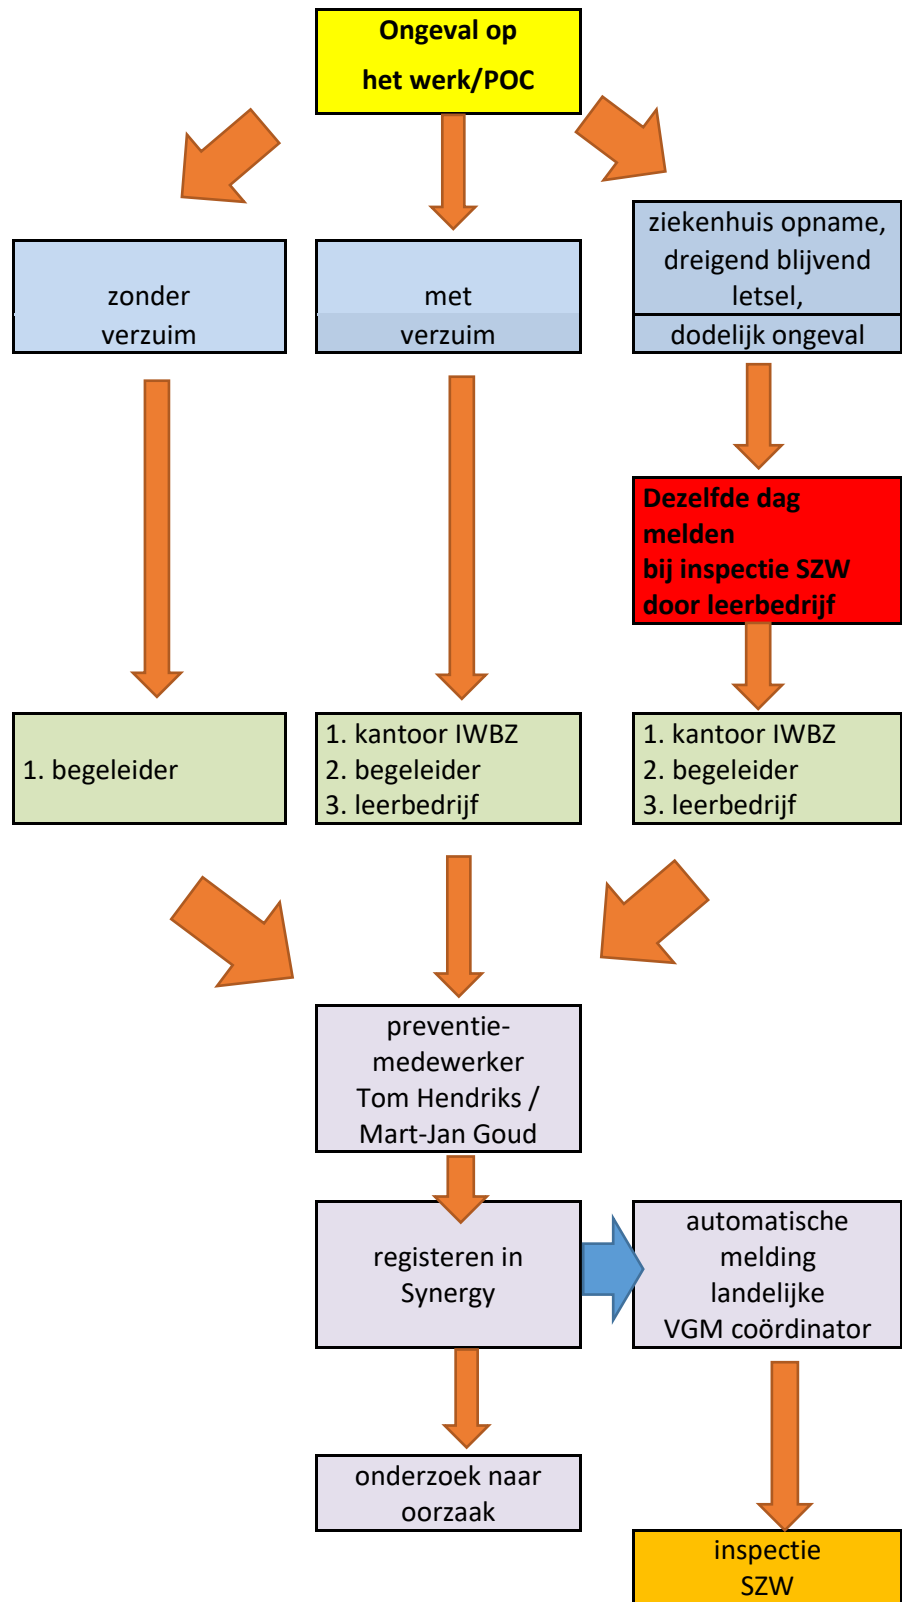 Ongeval op
het werk/POC
zonder
verzuim
met
verzuim
ziekenhuis opname,
dreigend blijvend
letsel,
dodelijk ongeval
Dezelfde dag
melden
bij inspectie SZW
door leerbedrijf
1. begeleider
1. kantoor IWBZ
2. begeleider
3. leerbedrijf
1. kantoor IWBZ
2. begeleider
3. leerbedrijf
preventie-
medewerker
Tom Hendriks /
Mart-Jan Goud
registeren in
Synergy
automatische
melding
landelijke
VGM coördinator
onderzoek naar
oorzaak
inspectie
SZW